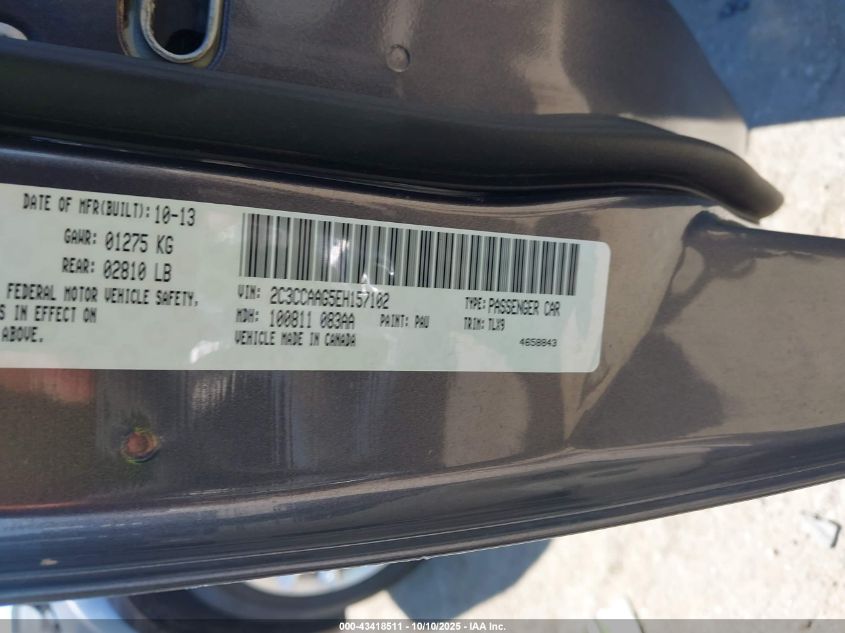 DATE OF MFR(BUILT): 10-13
GAWR: 01275 KG
REAR: 02810 LB
FEDERAL MOTOR VEHICLE SAFETY,
S IN EFFECT ON
ABOVE.
VIN: 2C3CCAAG5EH157102
TYPE: PASSENGER CAR
MDH: 100811 083AA
PAINT: PAU
TRIM: TLX9
VEHICLE MADE IN CANADA
4658843
000-43418511 - 10/10/2025 - IAA Inc.